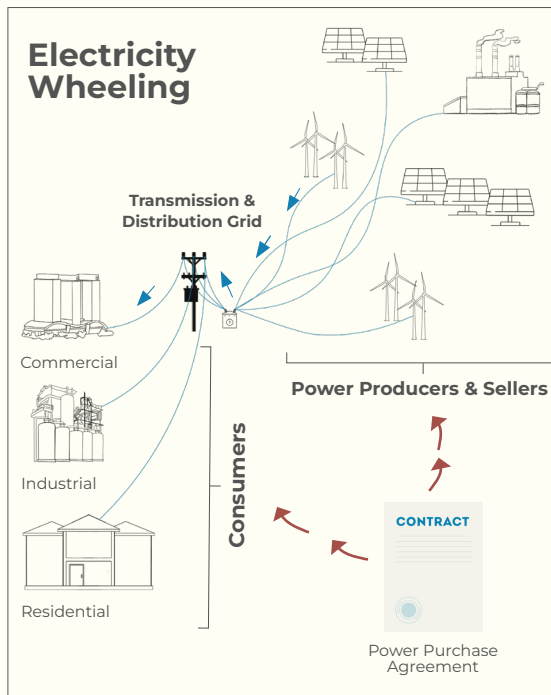 Electricity
Wheeling
Transmission &
Distribution Grid
Commercial
Power Producers & Sellers
Industrial
Consumers
CONTRACT
Residential
Power Purchase
Agreement